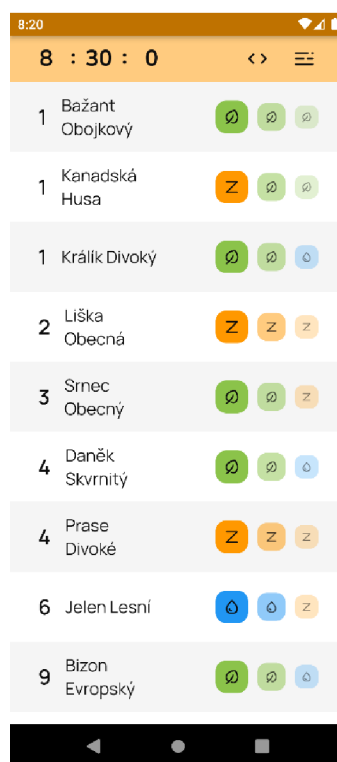 8:20
8 : 30 : 0 <>
1 Bažant
Obojkový
1 Kanadská
Husa
1 Králík Divoký
2 Liška
Obecná
3 Srnec
Obecný
4 Daněk
Skvrnitý
4 Prase
Divoké
6 Jelen Lesní
9 Bizon
Evropský